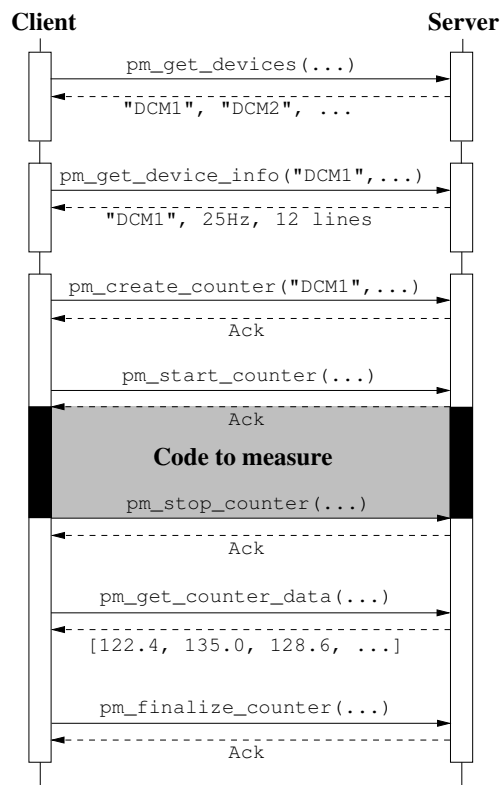 Client Server
pm_get_devices(...)
"DCM1", "DCM2", ...
pm_get_device_info("DCM1",...)
"DCM1", 25Hz, 12 lines
pm_create_counter("DCM1",...)
Ack
pm_start_counter(...)
Ack
Code to measure
pm_stop_counter(...)
Ack
pm_get_counter_data(...)
[122.4, 135.0, 128.6, ...]
pm_finalize_counter(...)
Ack